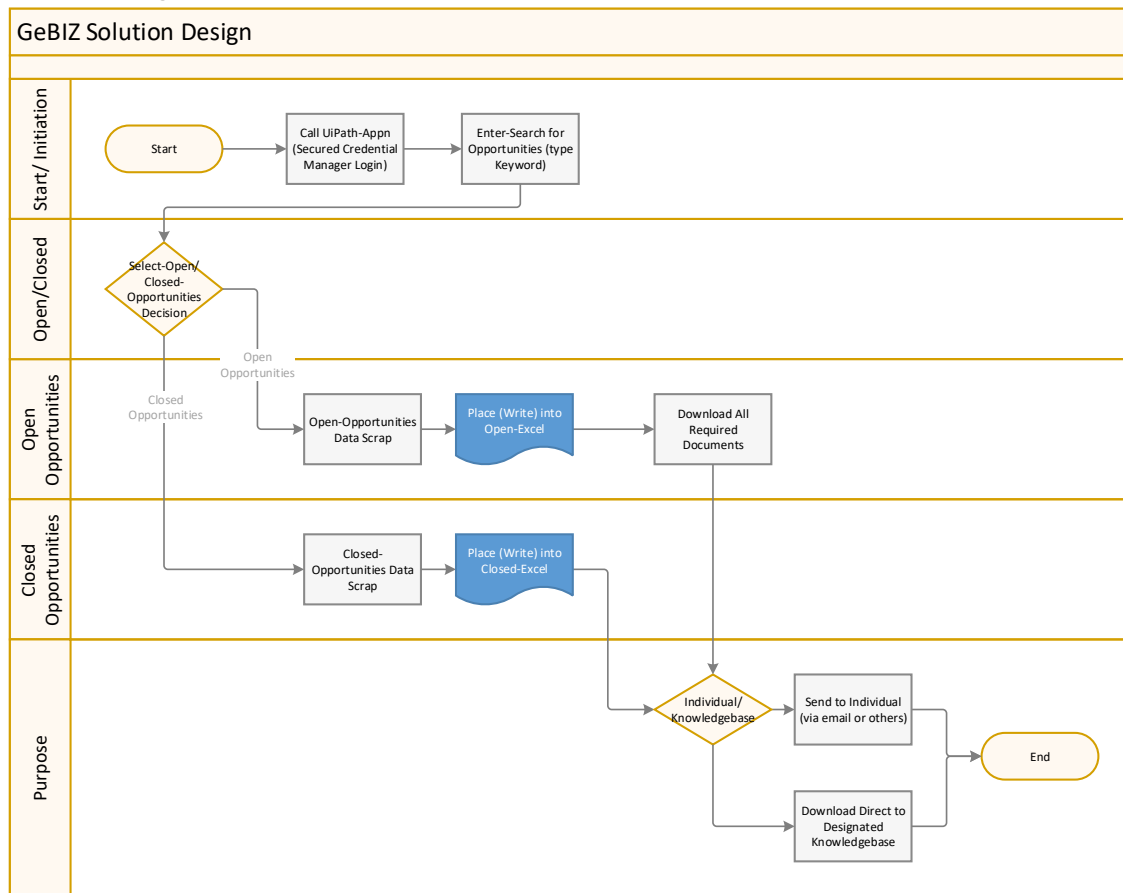 GeBIZ Solution Design
Start/ Initiation
Start
Call UiPath-Appn
(Secured Credential
Manager Login)
Enter-Search for
Opportunities (type
Keyword)
Open/Closed
Select-Open/
Closed-
Opportunities
Decision
Open
Opportunities
Closed
Opportunities
Open
Opportunities
Open-Opportunities
Data Scrap
Place (Write) into
Open-Excel
Download All
Required
Documents
Closed
Opportunities
Closed-
Opportunities Data
Scrap
Place (Write) into
Closed-Excel
Purpose
Individual/
Knowledgebase
Send to Individual
(via email or others)
End
Download Direct to
Designated
Knowledgebase